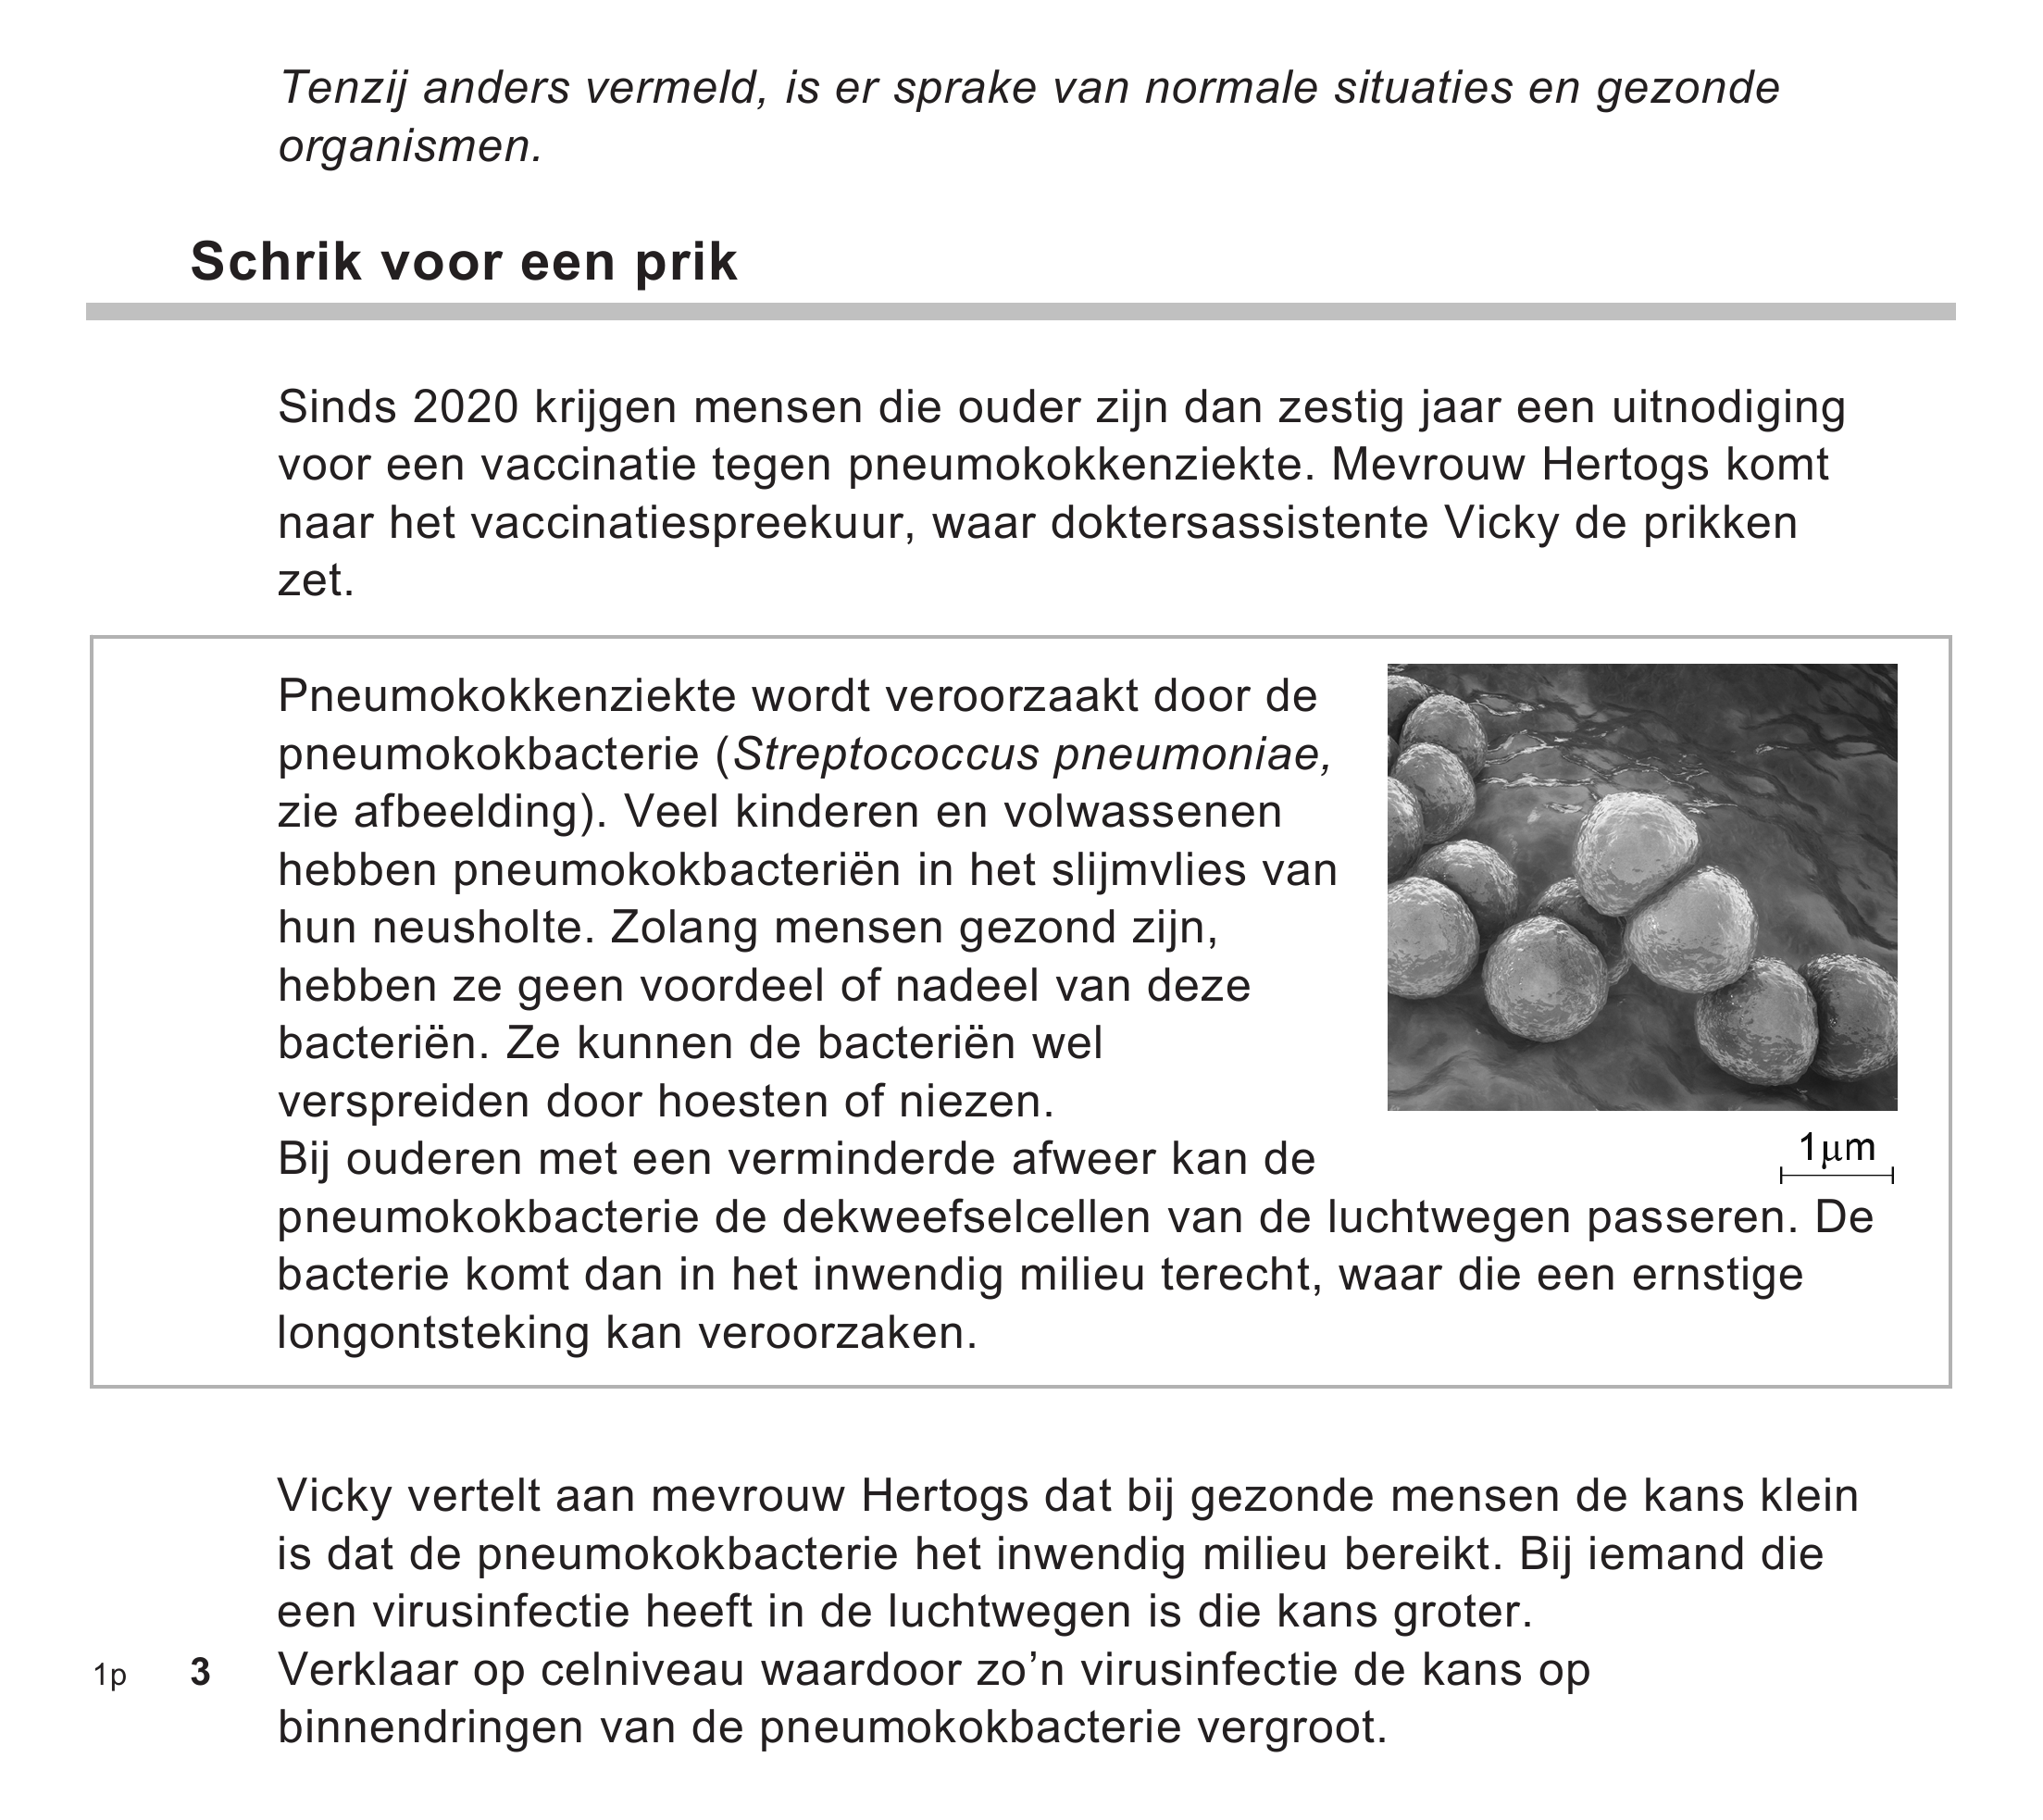 Tenzij anders vermeld, is er sprake van normale situaties en gezonde
organismen.
Schrik voor een prik
Sinds 2020 krijgen mensen die ouder zijn dan zestig jaar een uitnodiging
voor een vaccinatie tegen pneumokokkenziekte. Mevrouw Hertogs komt
naar het vaccinatiespreekuur, waar doktersassistente Vicky de prikken
zet.
Pneumokokkenziekte wordt veroorzaakt door de
pneumokokbacterie (Streptococcus pneumoniae,
zie afbeelding). Veel kinderen en volwassenen
hebben pneumokokbacteriën in het slijmvlies van
hun neusholte. Zolang mensen gezond zijn,
hebben ze geen voordeel of nadeel van deze
bacteriën. Ze kunnen de bacteriën wel
verspreiden door hoesten of niezen.
1µm
Bij ouderen met een verminderde afweer kan de
pneumokokbacterie de dekweefselcellen van de luchtwegen passeren. De
bacterie komt dan in het inwendig milieu terecht, waar die een ernstige
longontsteking kan veroorzaken.
Vicky vertelt aan mevrouw Hertogs dat bij gezonde mensen de kans klein
is dat de pneumokokbacterie het inwendig milieu bereikt. Bij iemand die
een virusinfectie heeft in de luchtwegen is die kans groter.
1p 3 Verklaar op celniveau waardoor zo’n virusinfectie de kans op
binnendringen van de pneumokokbacterie vergroot.